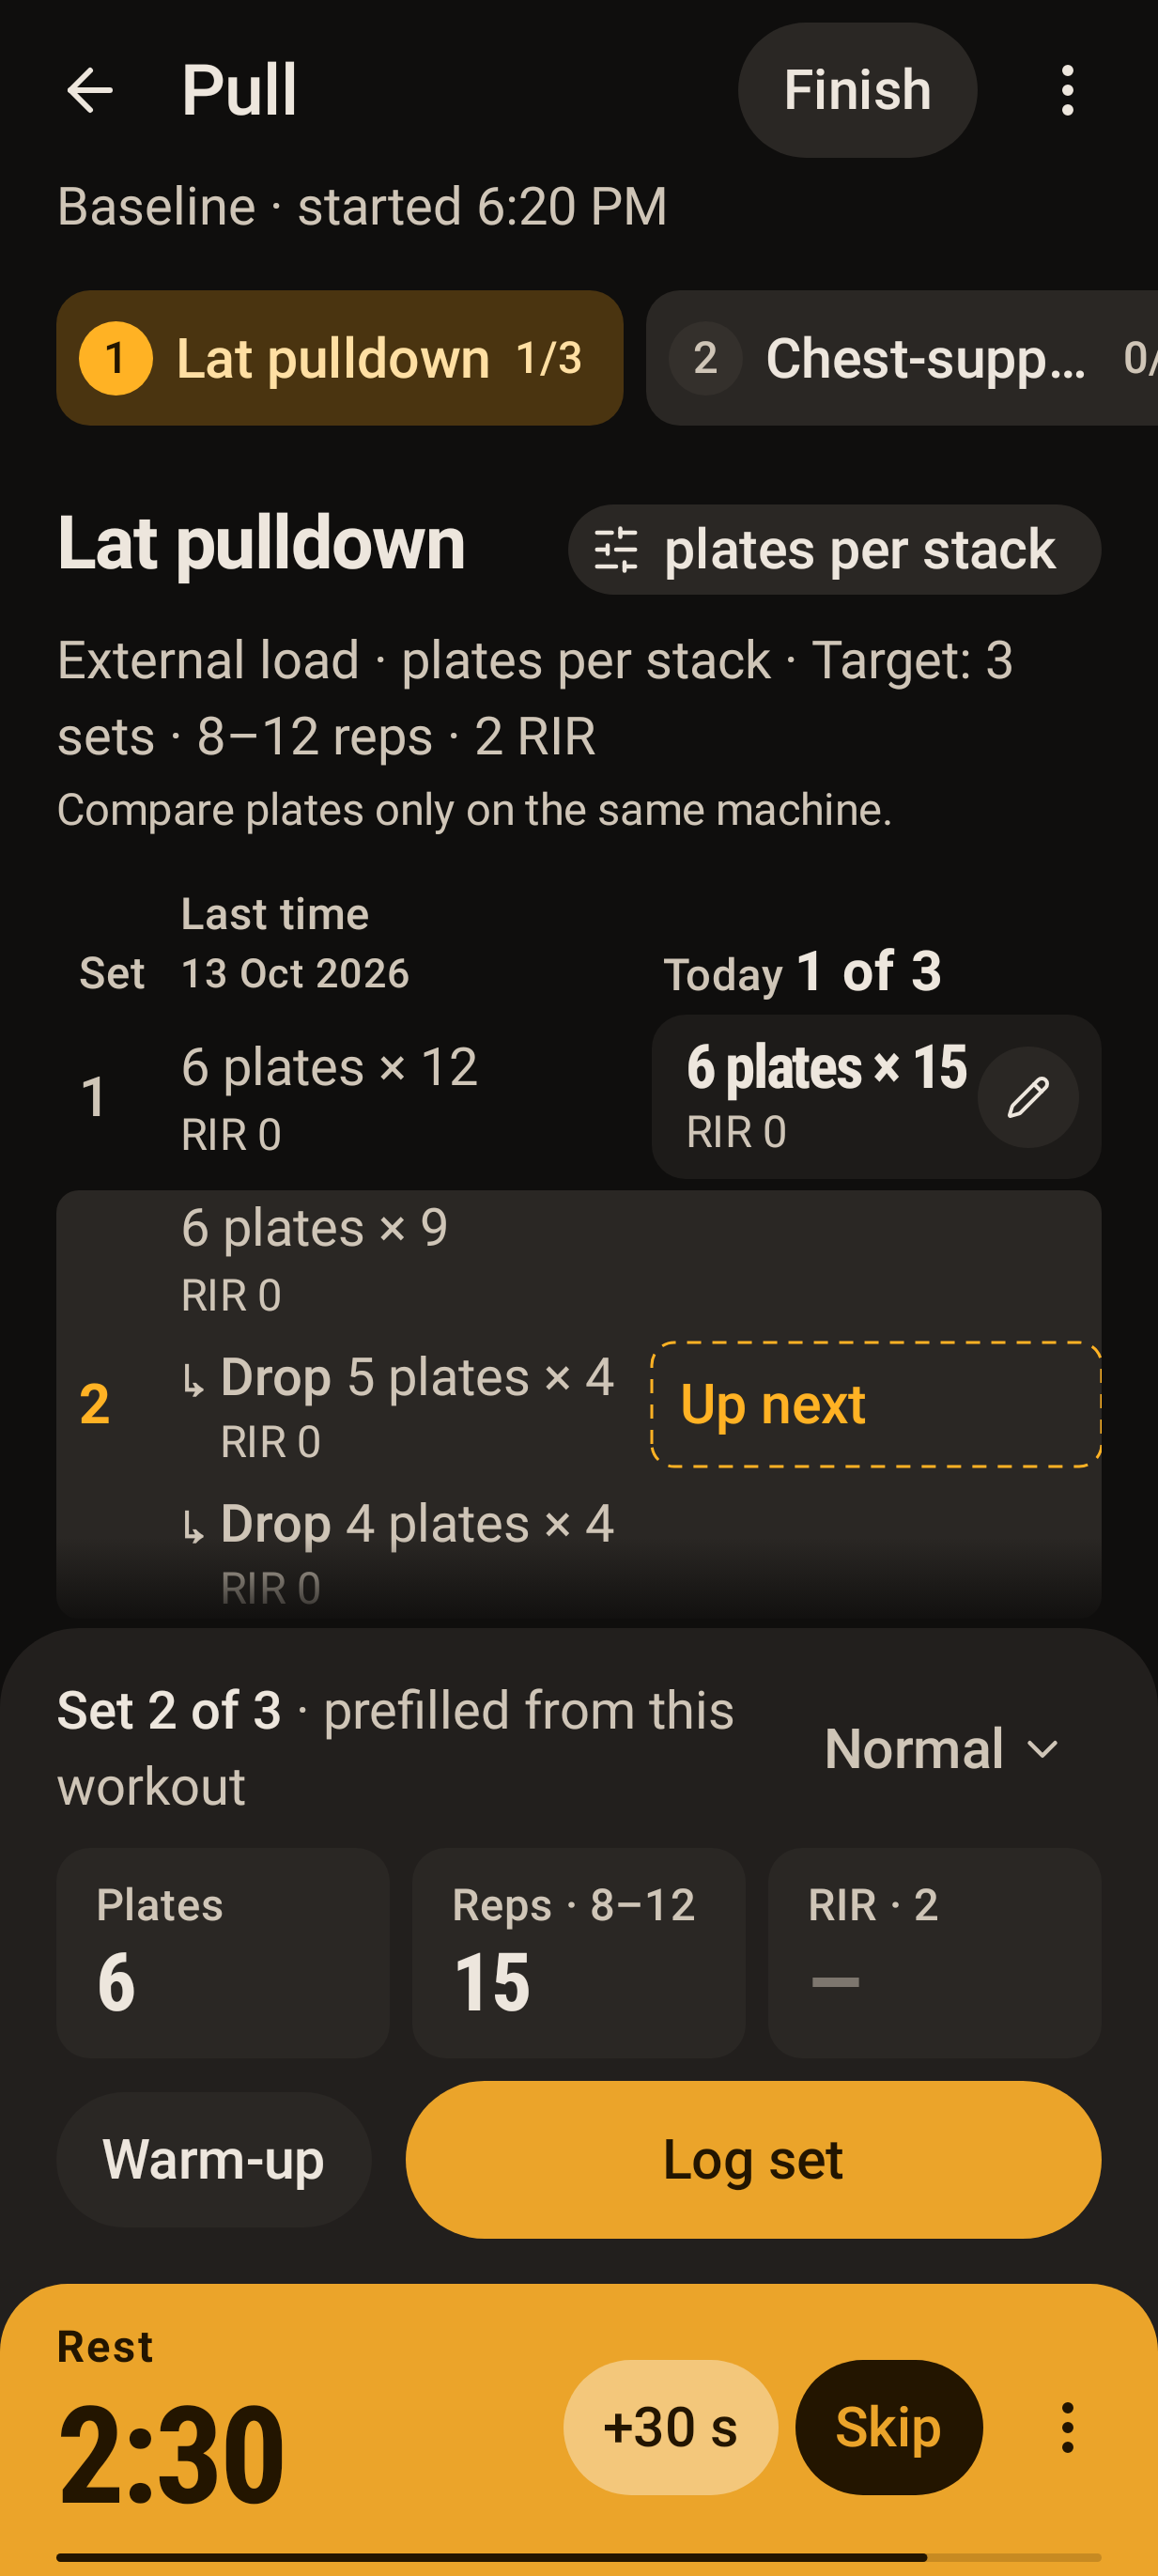 Pull
Finish
Baseline · started 6:20 PM
1 Lat pulldown 1/3
2 Chest-supp... 0/
Lat pulldown
plates per stack
External load · plates per stack · Target: 3
sets · 8–12 reps · 2 RIR
Compare plates only on the same machine.
Set
Last time
13 Oct 2026
Today 1 of 3
1
6 plates × 12
RIR 0
6 plates × 15
RIR 0
2
6 plates × 9
RIR 0
↳ Drop 5 plates × 4
RIR 0
↳ Drop 4 plates × 4
RIR 0
Up next
Set 2 of 3 · prefilled from this
workout
Normal
Plates
6
Reps · 8–12
15
RIR · 2
–
Warm-up
Log set
Rest
2:30
+30 s
Skip